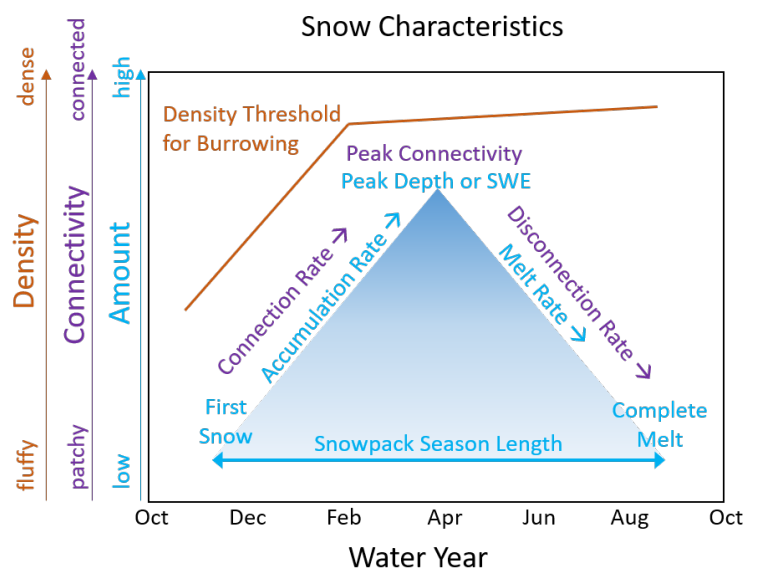 Snow Characteristics
dense
connected
high
Density Threshold
for Burrowing
Peak Connectivity
Peak Depth or SWE
Density
Connectivity
Amount
Connection Rate
Accumulation Rate
Disconnection Rate
Melt Rate
First
Snow
Complete
Melt
Snowpack Season Length
fluffy
patchy
low
Oct Dec Feb Apr Jun Aug Oct
Water Year